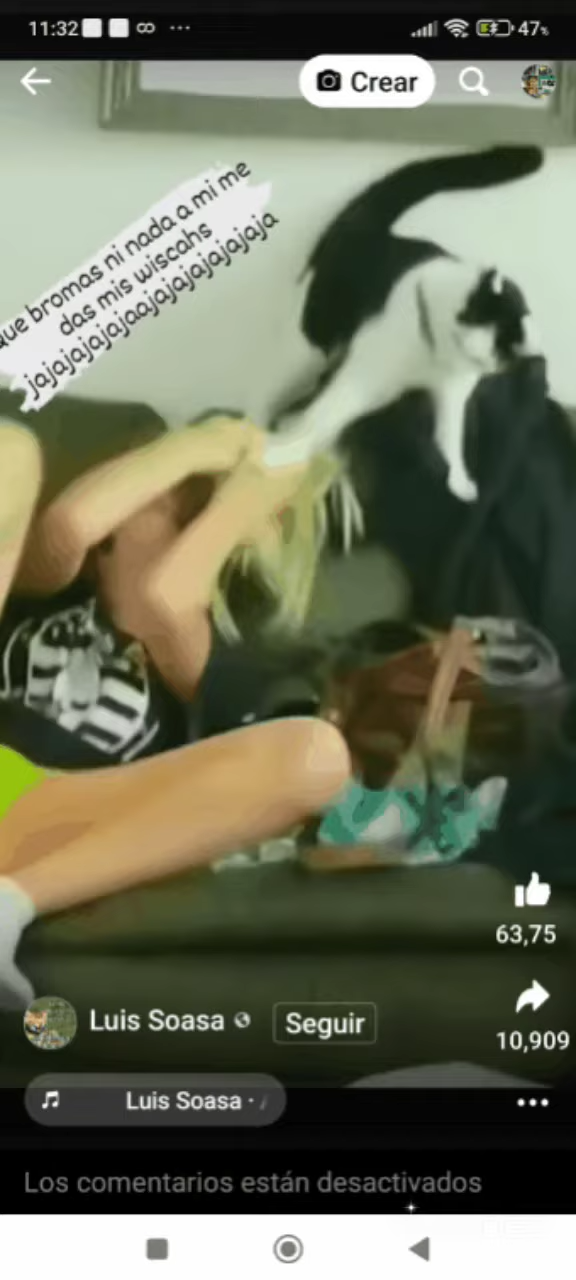 11:32
47%
Crear
que bromas ni nada a mi me
das mis wiscahs
jajajajajajaajajajajajajaja
63,75
10,909
Luis Soasa
Seguir
Luis Soasa ·
Los comentarios están desactivados